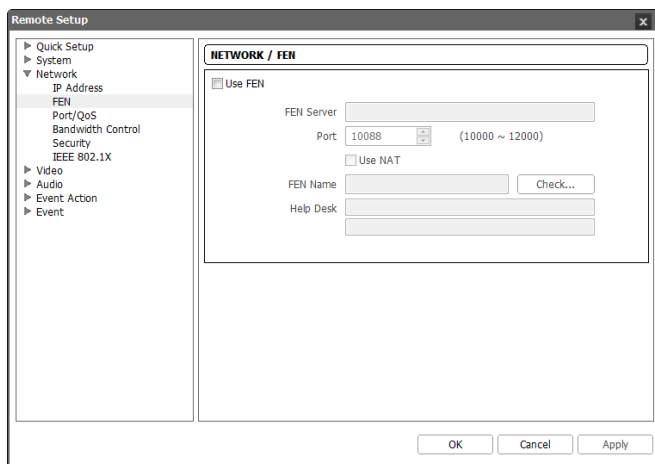 Remote Setup
x
Quick Setup
System
Network
IP Address
FEN
Port/QoS
Bandwidth Control
Security
IEEE 802.1X
Video
Audio
Event Action
Event
NETWORK / FEN
Use FEN
FEN Server
Port 10088 (10000 ~ 12000)
Use NAT
FEN Name Check...
Help Desk
OK Cancel Apply